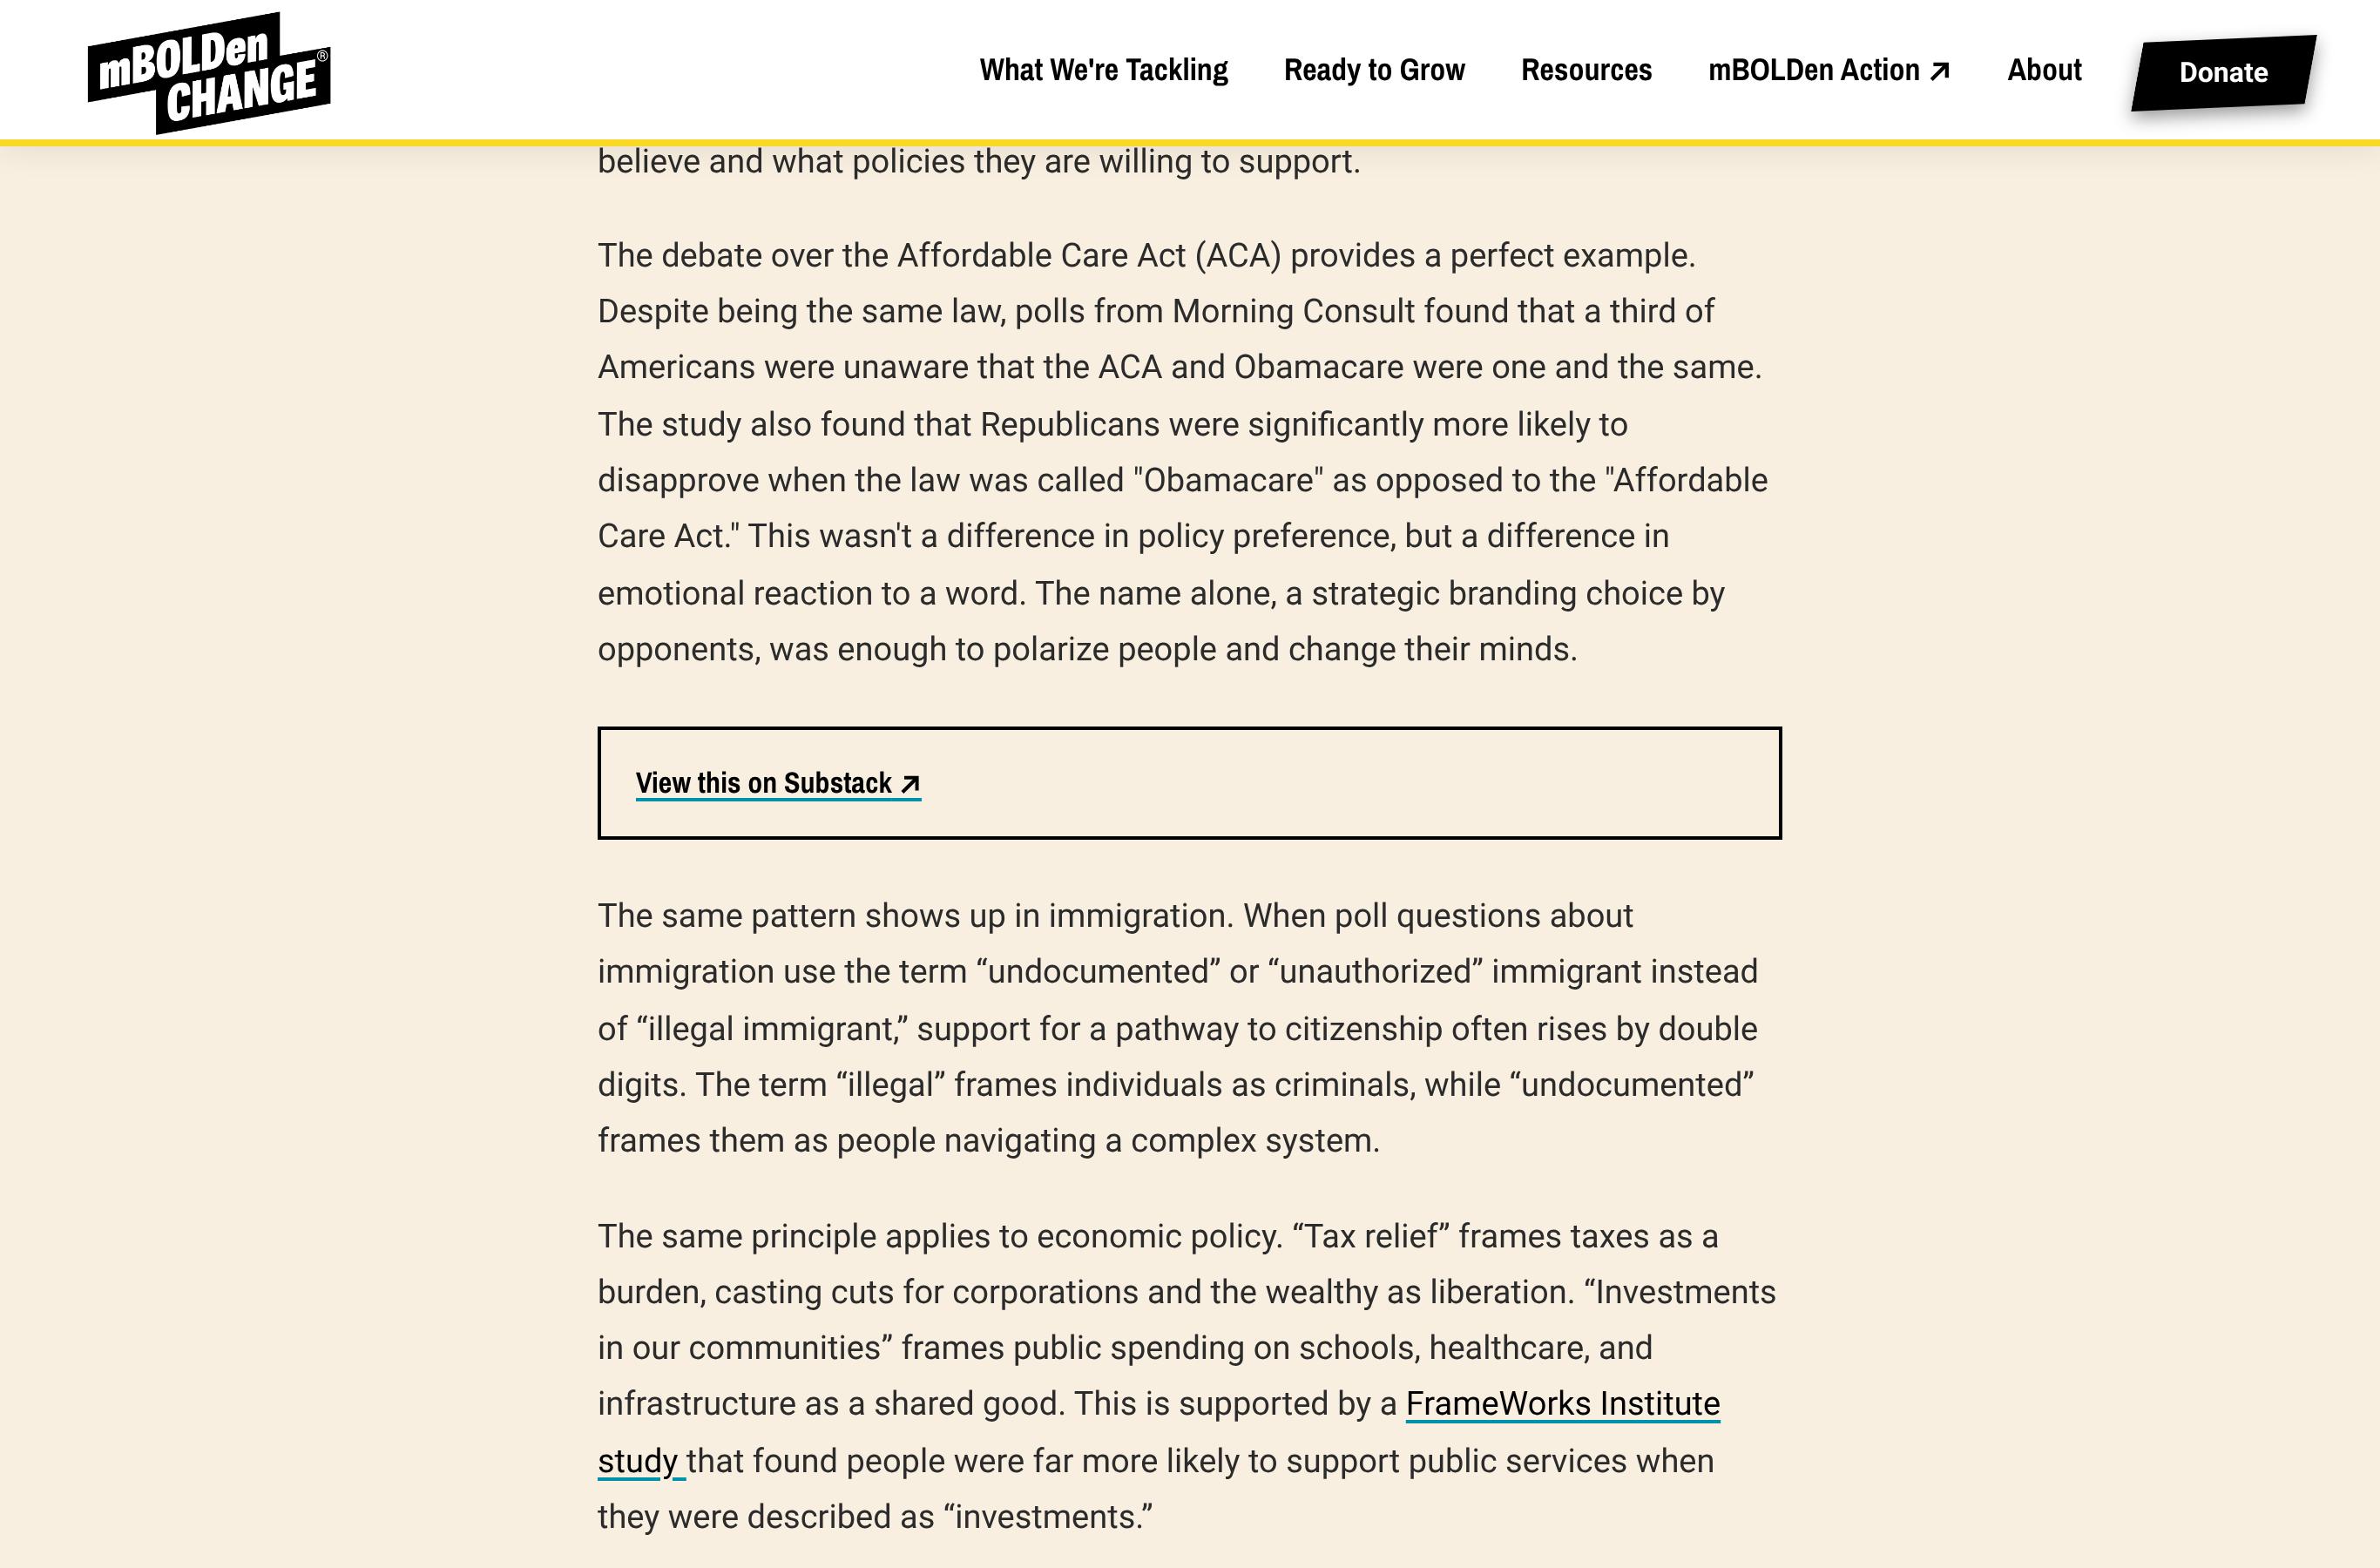 mBOLDen
CHANGE®
What We're Tackling
Ready to Grow
Resources
mBOLDen Action ↗
About
Donate
believe and what policies they are willing to support.
The debate over the Affordable Care Act (ACA) provides a perfect example.
Despite being the same law, polls from Morning Consult found that a third of
Americans were unaware that the ACA and Obamacare were one and the same.
The study also found that Republicans were significantly more likely to
disapprove when the law was called "Obamacare" as opposed to the "Affordable
Care Act." This wasn't a difference in policy preference, but a difference in
emotional reaction to a word. The name alone, a strategic branding choice by
opponents, was enough to polarize people and change their minds.
View this on Substack ↗
The same pattern shows up in immigration. When poll questions about
immigration use the term “undocumented” or “unauthorized” immigrant instead
of “illegal immigrant,” support for a pathway to citizenship often rises by double
digits. The term “illegal” frames individuals as criminals, while “undocumented”
frames them as people navigating a complex system.
The same principle applies to economic policy. “Tax relief” frames taxes as a
burden, casting cuts for corporations and the wealthy as liberation. “Investments
in our communities” frames public spending on schools, healthcare, and
infrastructure as a shared good. This is supported by a FrameWorks Institute
study that found people were far more likely to support public services when
they were described as “investments.”